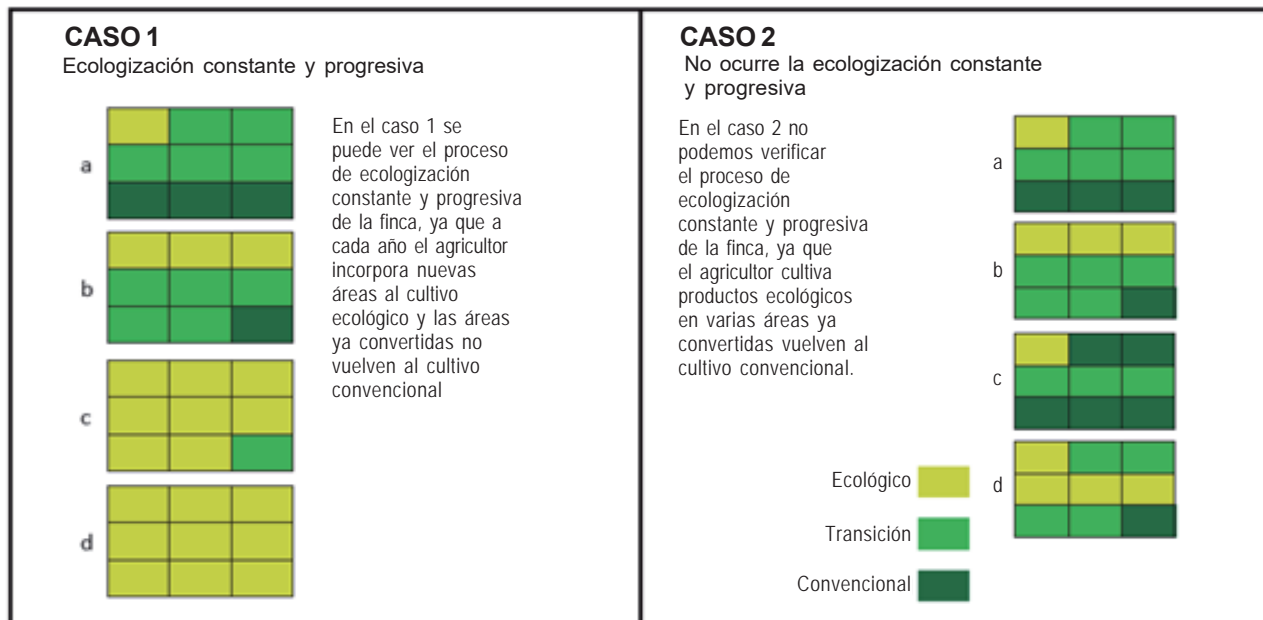 CASO 1
Ecologización constante y progresiva
a
b
c
d
En el caso 1 se
puede ver el proceso
de ecologización
constante y progresiva
de la finca, ya que a
cada año el agricultor
incorpora nuevas
áreas al cultivo
ecológico y las áreas
ya convertidas no
vuelven al cultivo
convencional
CASO 2
No ocurre la ecologización constante
y progresiva
En el caso 2 no
podemos verificar
el proceso de
ecologización
constante y progresiva
de la finca, ya que
el agricultor cultiva
productos ecológicos
en varias áreas ya
convertidas vuelven al
cultivo convencional.
a
b
c
d
Ecológico
Transición
Convencional